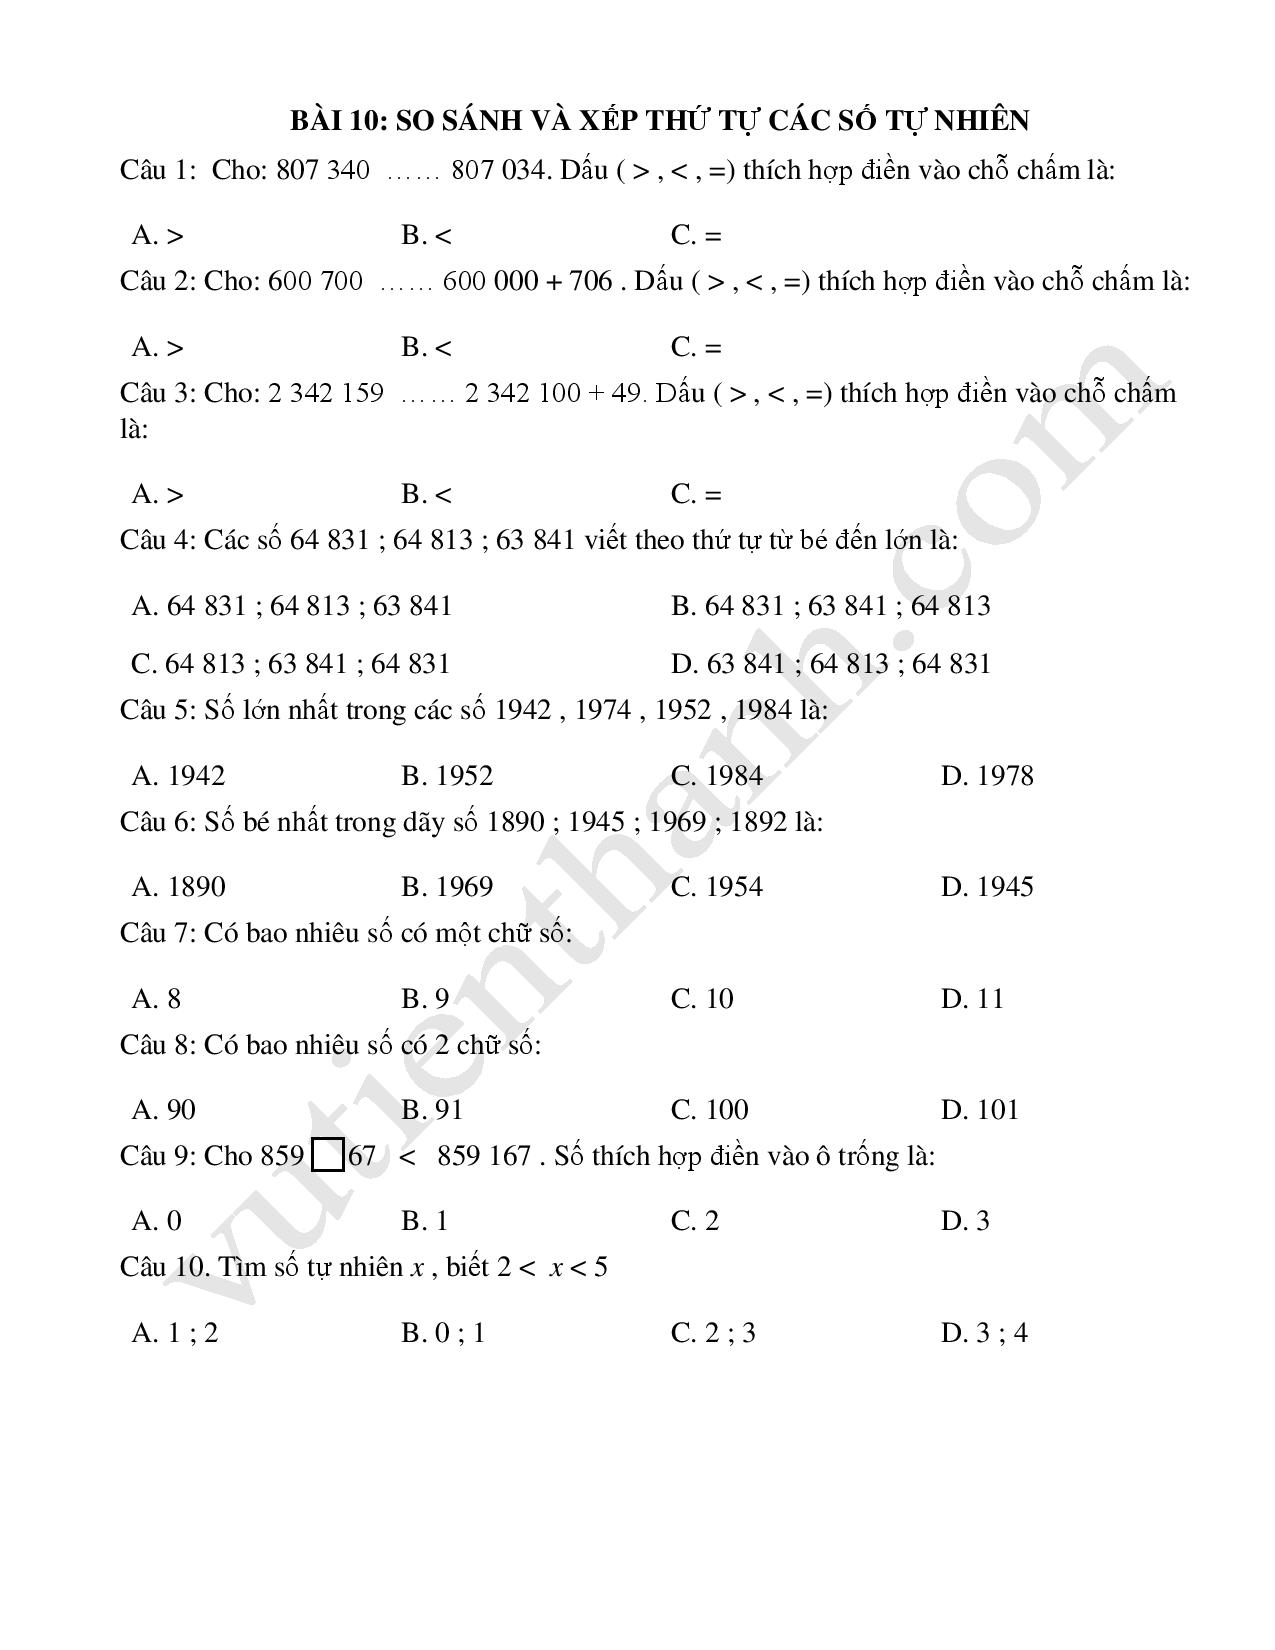 BÀI 10: SO SÁNH VÀ XẾP THỨ TỰ CÁC SỐ TỰ NHIÊN
Câu 1:  Cho: 807 340  …… 807 034. Dấu ( > , < , =) thích hợp điền vào chỗ chấm là:
A. > B. < C. =
Câu 2: Cho: 600 700  …… 600 000 + 706 . Dấu ( > , < , =) thích hợp điền vào chỗ chấm là:
A. > B. < C. =
Câu 3: Cho: 2 342 159  …… 2 342 100 + 49. Dấu ( > , < , =) thích hợp điền vào chỗ chấm
là:
A. > B. < C. =
Câu 4: Các số 64 831 ; 64 813 ; 63 841 viết theo thứ tự từ bé đến lớn là:
A. 64 831 ; 64 813 ; 63 841 B. 64 831 ; 63 841 ; 64 813
C. 64 813 ; 63 841 ; 64 831 D. 63 841 ; 64 813 ; 64 831
Câu 5: Số lớn nhất trong các số 1942 , 1974 , 1952 , 1984 là:
A. 1942 B. 1952 C. 1984 D. 1978
Câu 6: Số bé nhất trong dãy số 1890 ; 1945 ; 1969 ; 1892 là:
A. 1890 B. 1969 C. 1954 D. 1945
Câu 7: Có bao nhiêu số có một chữ số:
A. 8 B. 9 C. 10 D. 11
Câu 8: Có bao nhiêu số có 2 chữ số:
A. 90 B. 91 C. 100 D. 101
Câu 9: Cho 859 □ 67 < 859 167 . Số thích hợp điền vào ô trống là:
A. 0 B. 1 C. 2 D. 3
Câu 10. Tìm số tự nhiên x , biết 2 < x < 5
A. 1 ; 2 B. 0 ; 1 C. 2 ; 3 D. 3 ; 4
vutienthanh.com